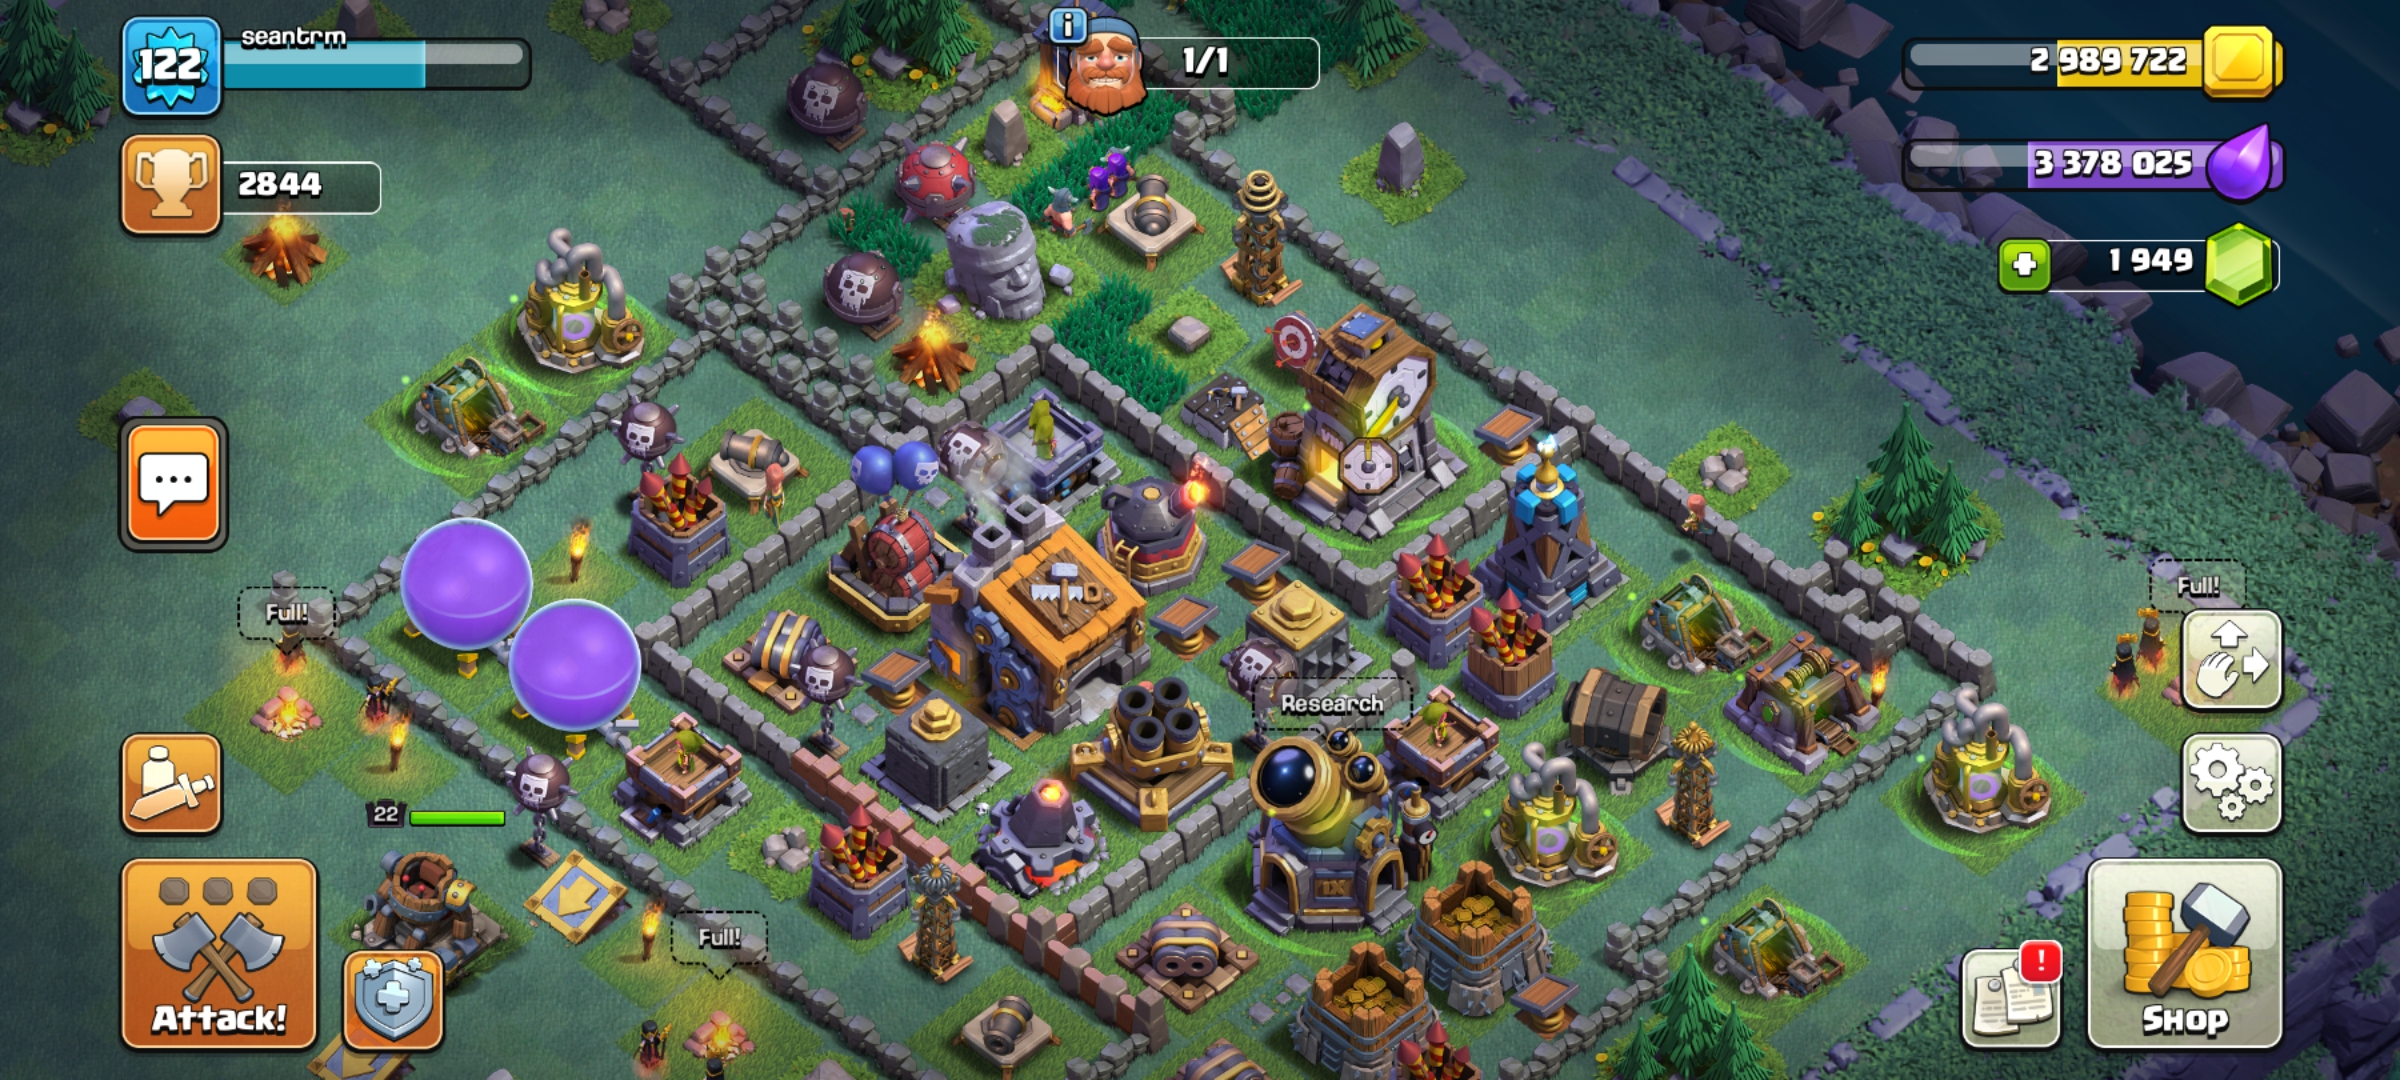 122
seantrm
1/1
2 989 722
2844
3 378 025
1 949
Full!
Full!
Research
22
IX
Full!
Attack!
!
Shop